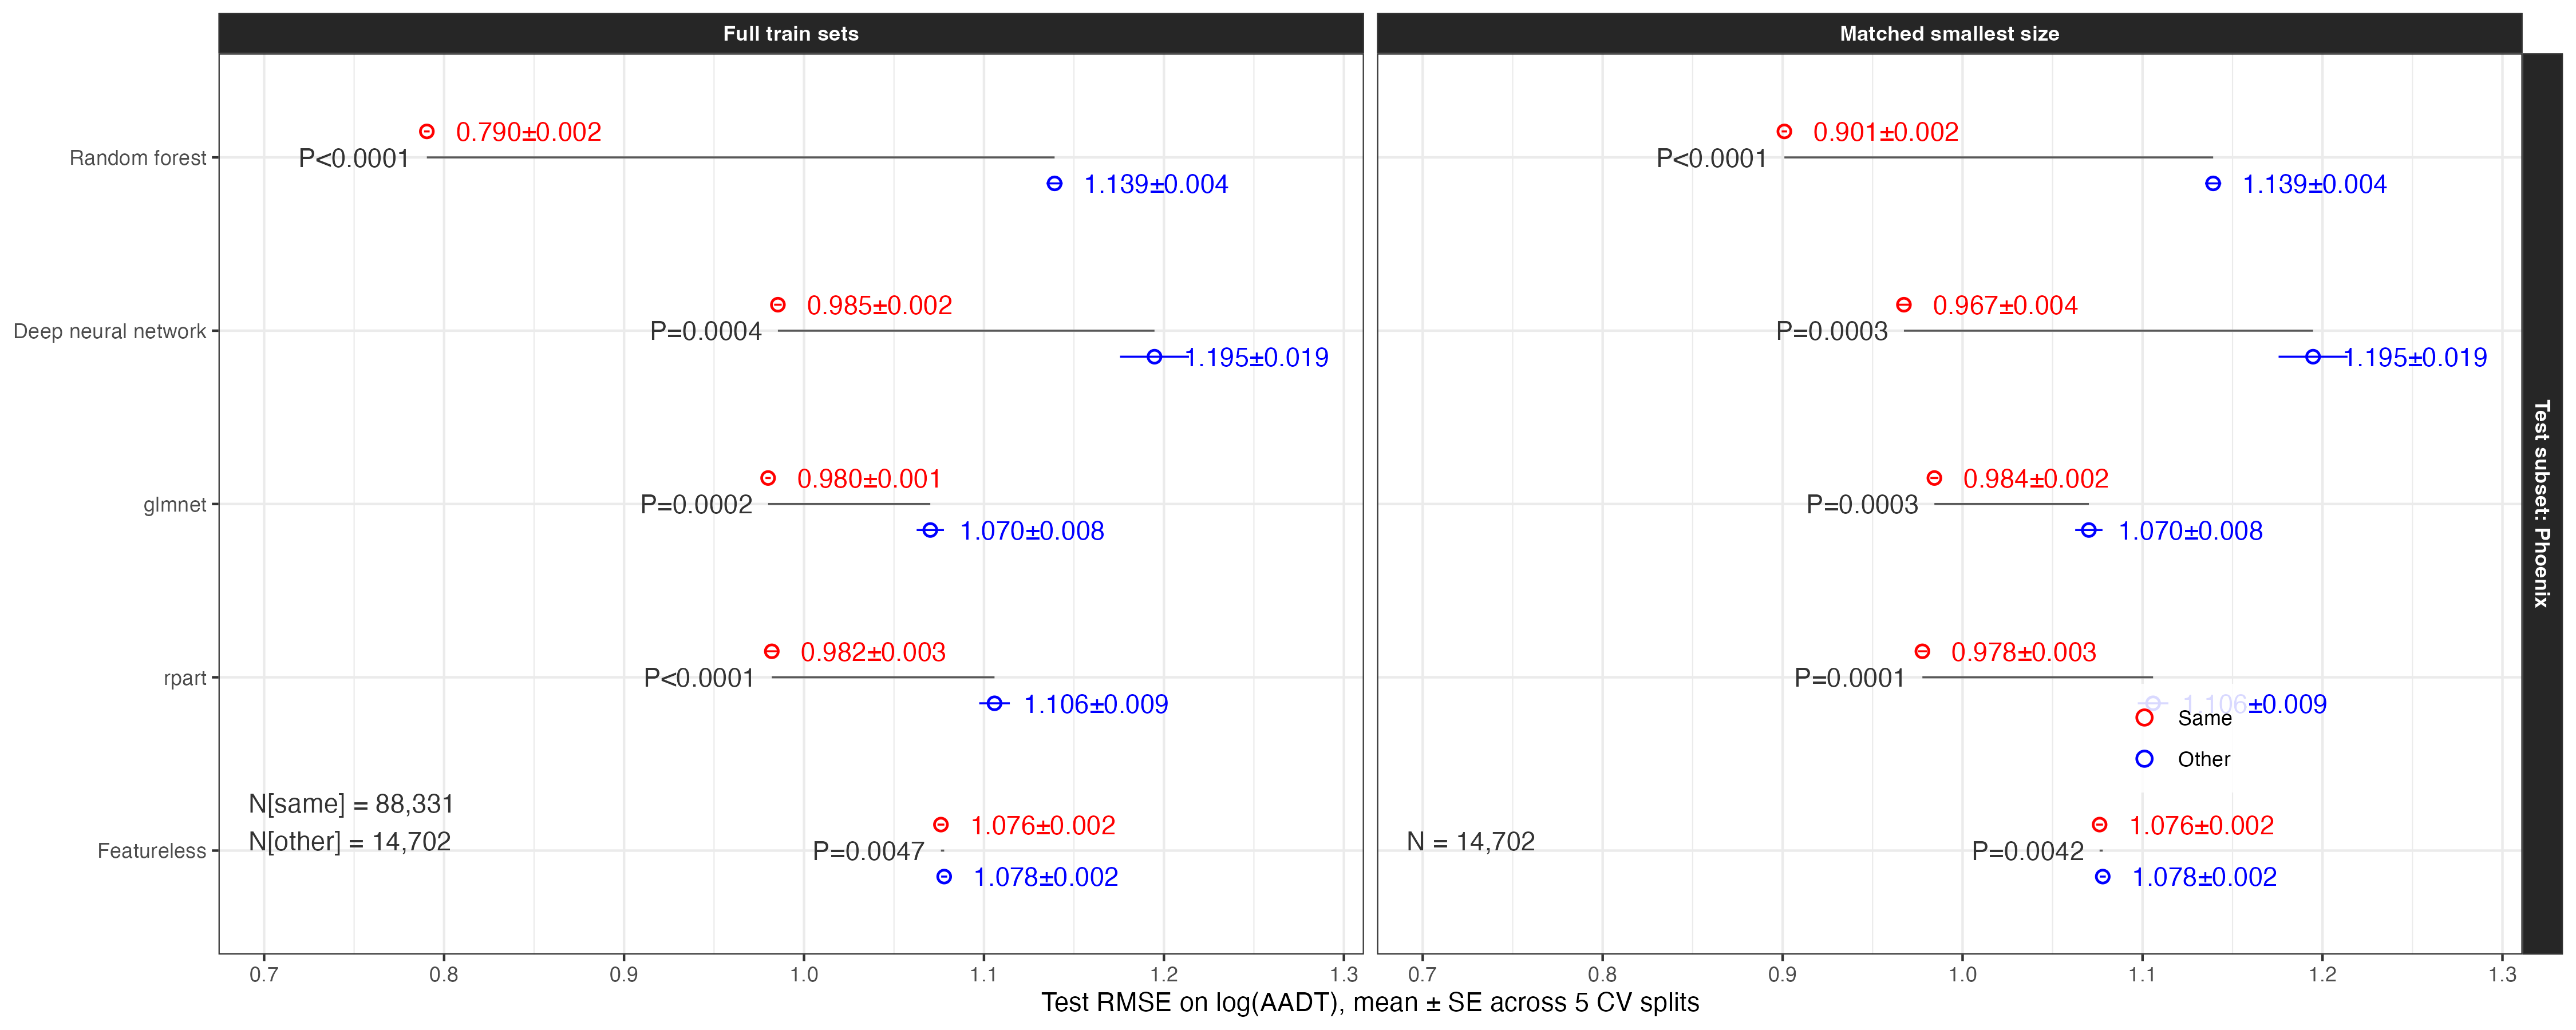 Full train sets
Matched smallest size
Test subset: Phoenix
Random forest
Deep neural network
glmnet
rpart
Featureless
0.790±0.002
P<0.0001
1.139±0.004
0.985±0.002
P=0.0004
1.195±0.019
0.980±0.001
P=0.0002
1.070±0.008
0.982±0.003
P<0.0001
1.106±0.009
N[same] = 88,331
N[other] = 14,702
1.076±0.002
P=0.0047
1.078±0.002
0.901±0.002
P<0.0001
1.139±0.004
0.967±0.004
P=0.0003
1.195±0.019
0.984±0.002
P=0.0003
1.070±0.008
0.978±0.003
P=0.0001
1.106±0.009
Same
Other
N = 14,702
1.076±0.002
P=0.0042
1.078±0.002
0.7 0.8 0.9 1.0 1.1 1.2 1.3
0.7 0.8 0.9 1.0 1.1 1.2 1.3
Test RMSE on log(AADT), mean ± SE across 5 CV splits